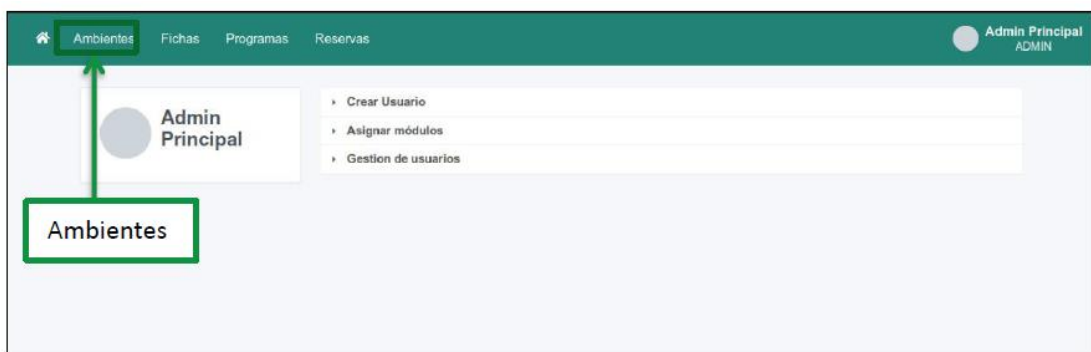 Ambientes Fichas Programas Reservas
Admin Principal
ADMIN
Admin
Principal
Crear Usuario
Asignar módulos
Gestion de usuarios
Ambientes